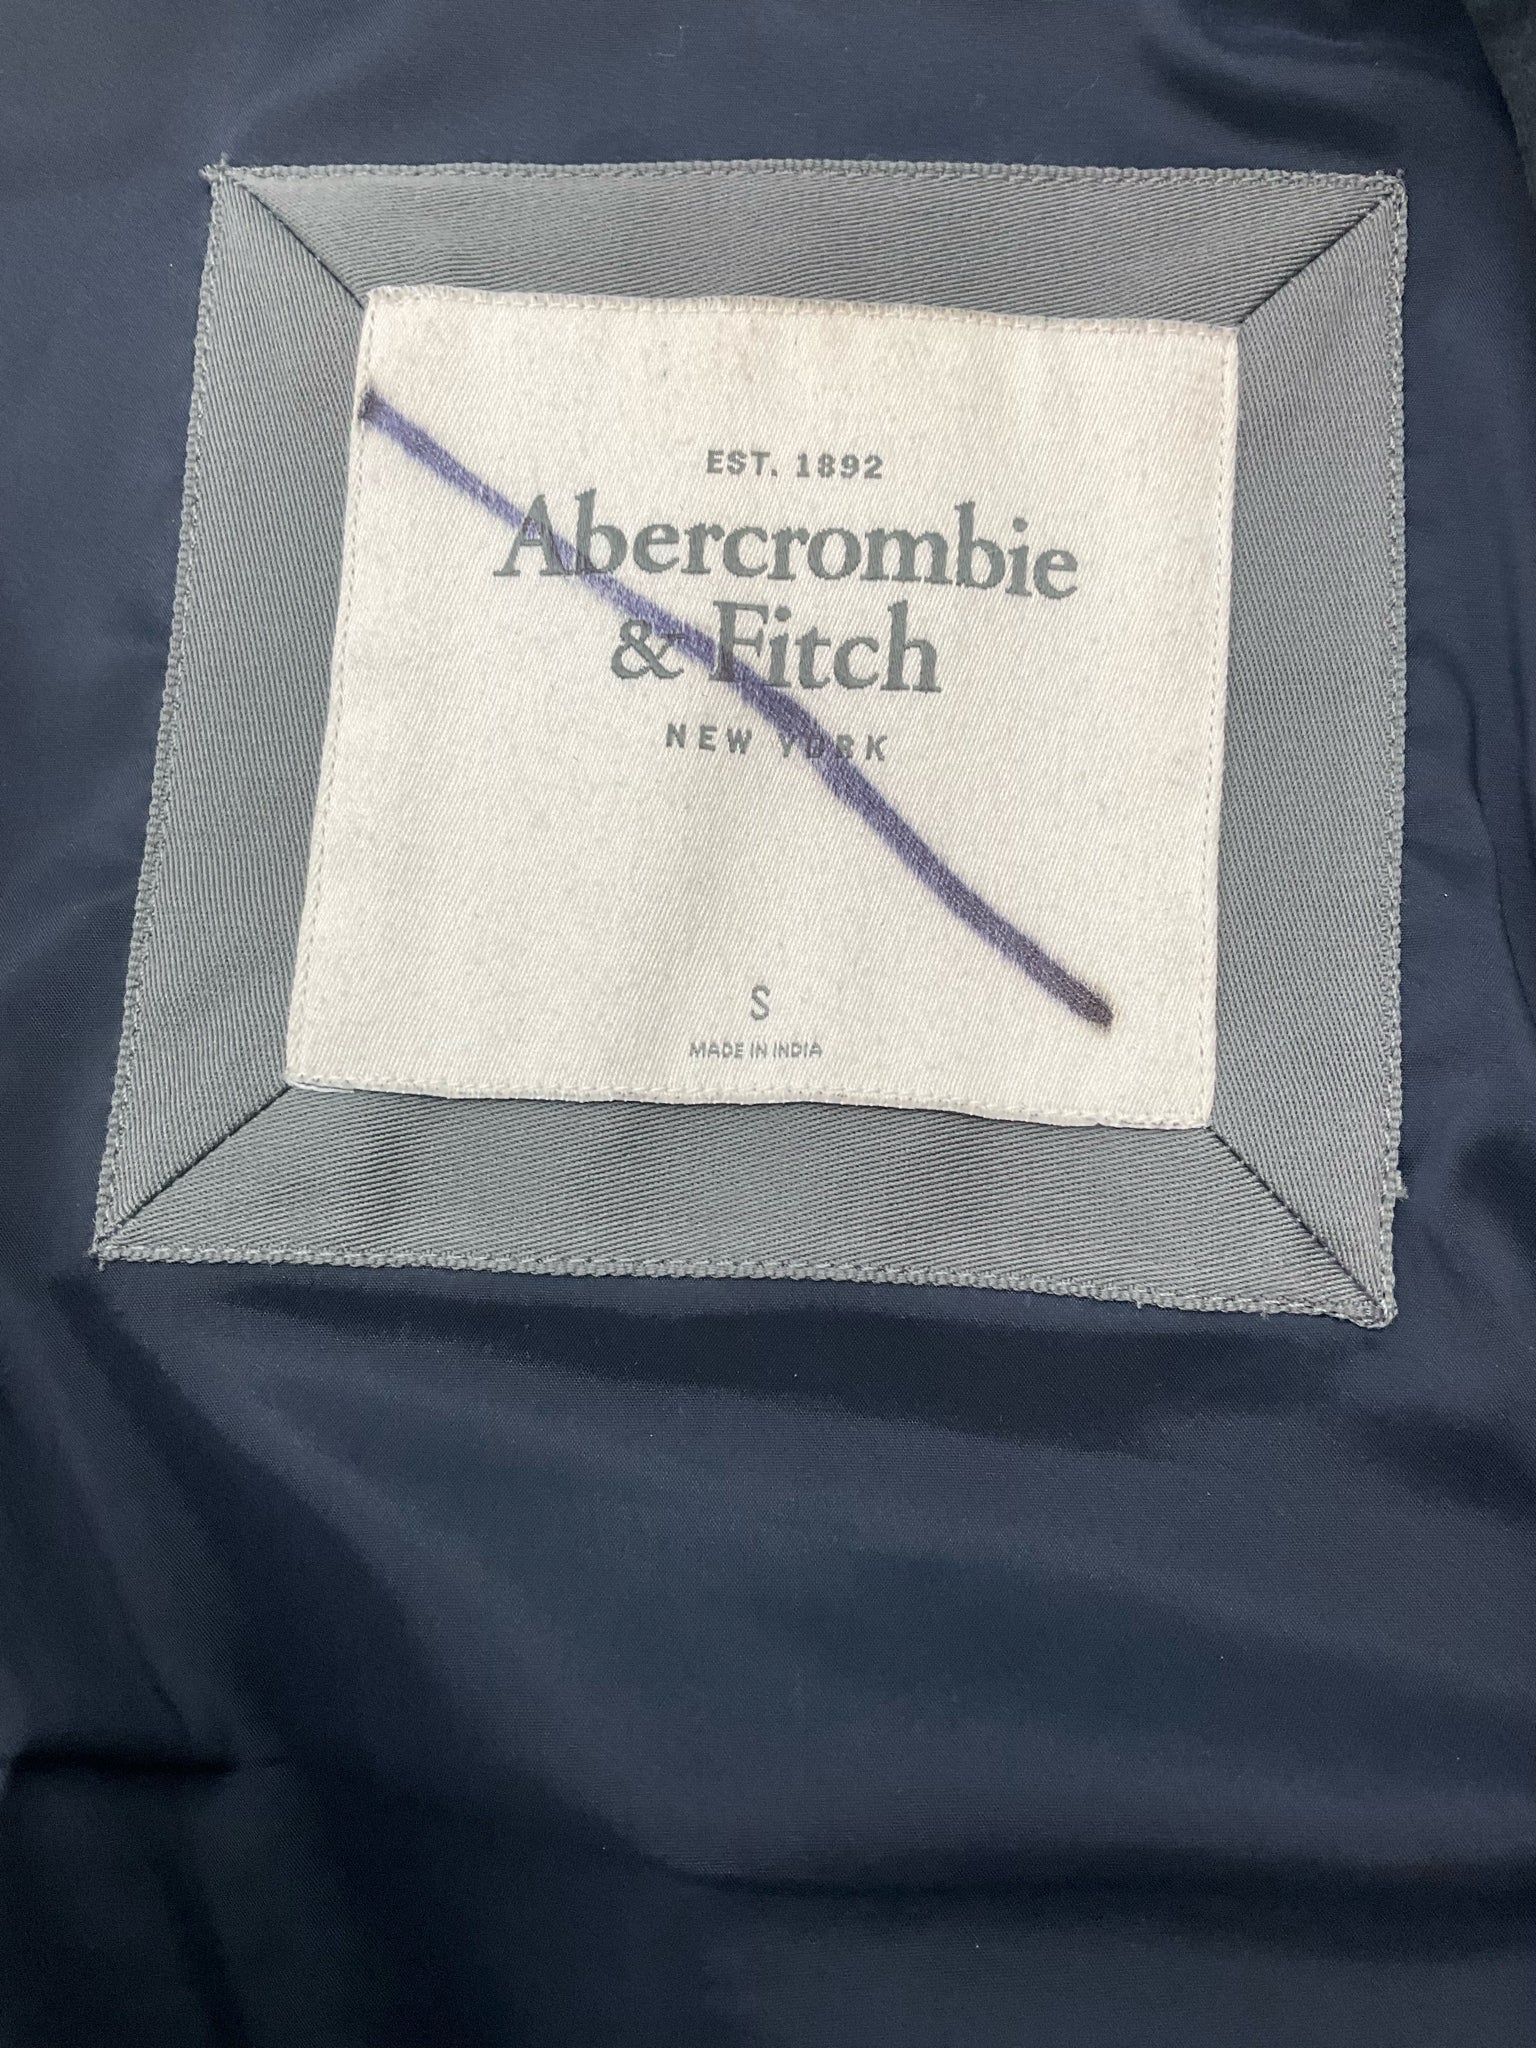 EST. 1892
Abercrombie
& Fitch
NEW YORK
S
MADE IN INDIA